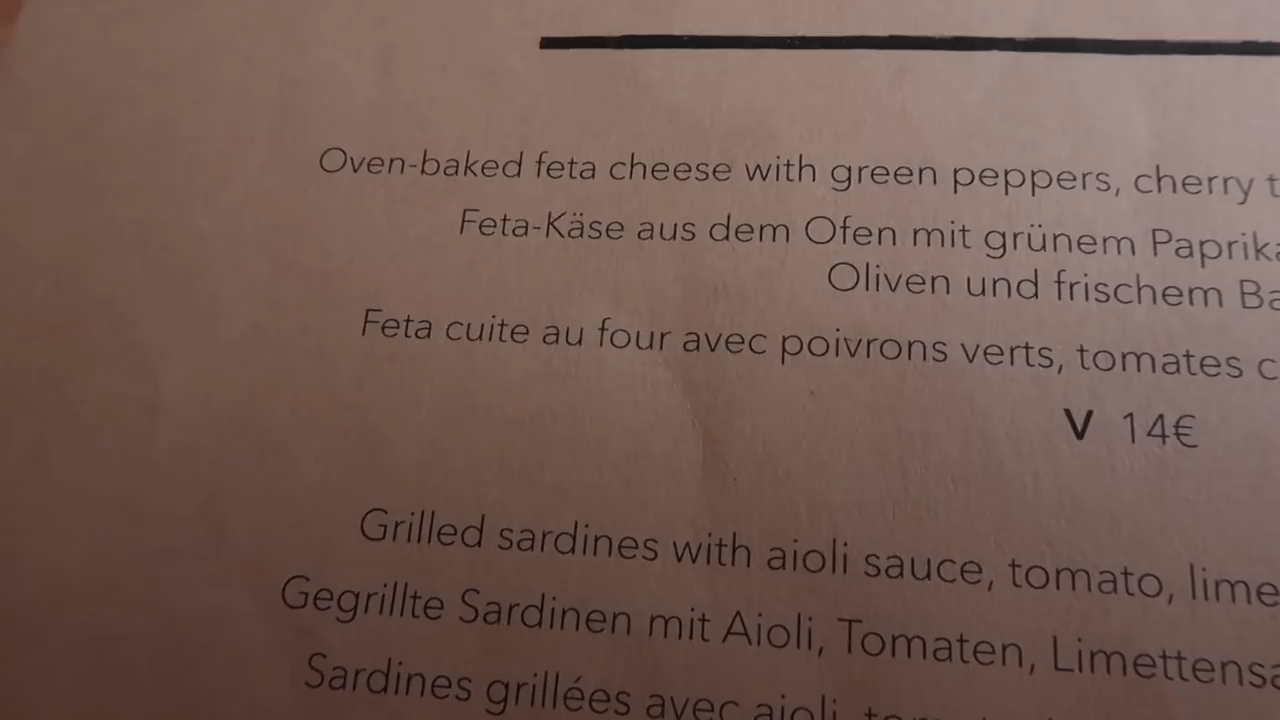 Oven-baked feta cheese with green peppers, cherry
Feta-Käse aus dem Ofen mit grünem
Oliven und frischem
Feta cuite au four avec poivrons verts, tomates
V 14€
Grilled sardines with aioli sauce, tomato, lime
Gegrillte Sardinen mit Aioli, Tomaten,
Sardines grillées avec aioli,